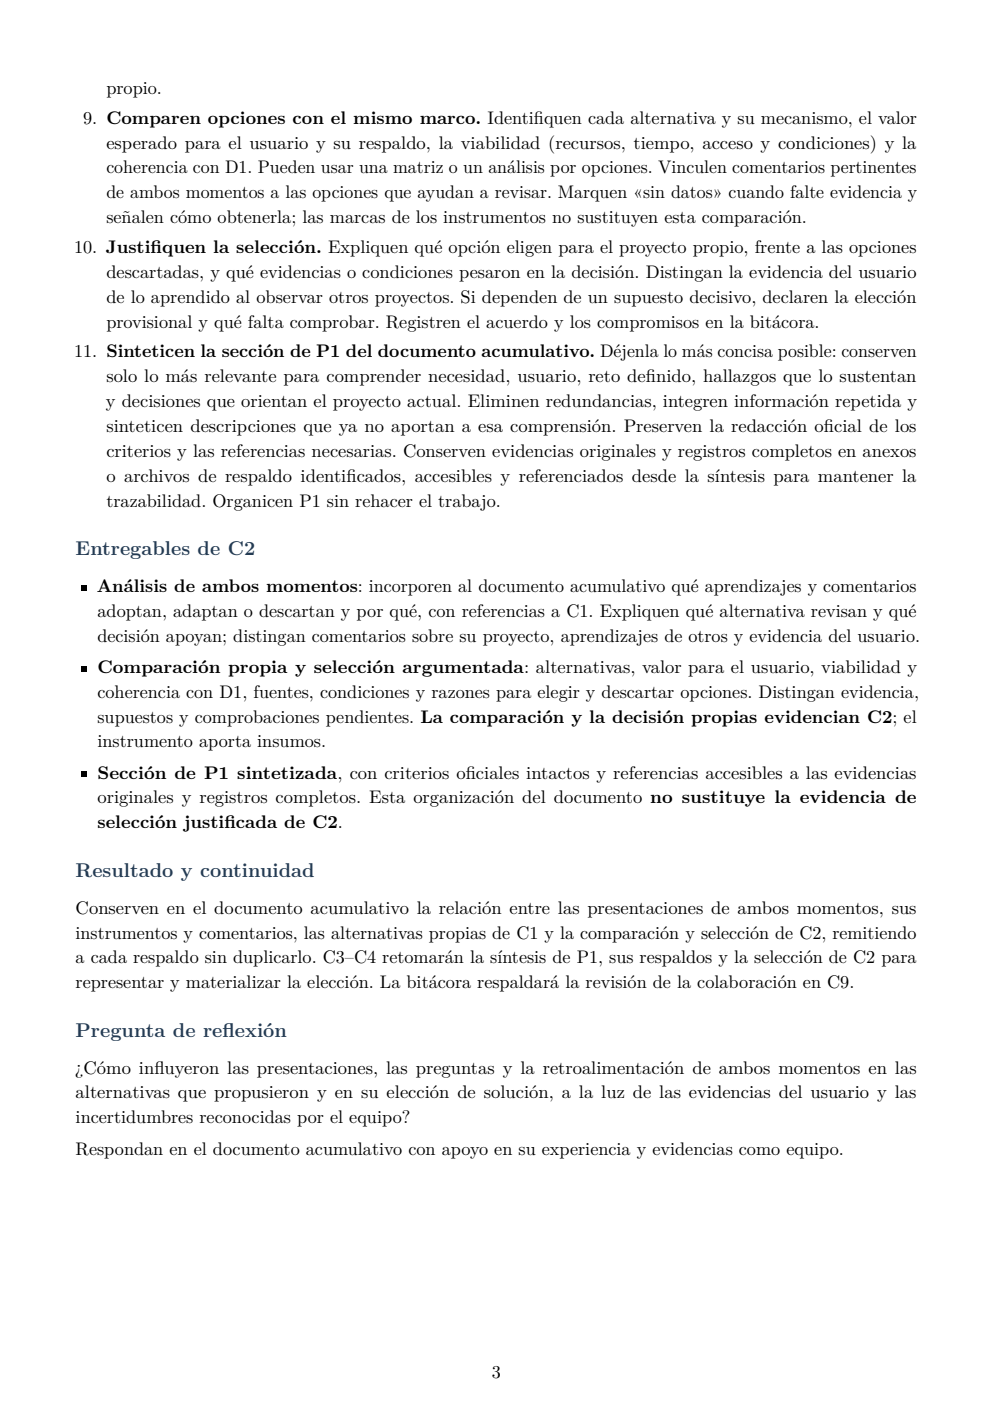 propio.
9. Comparen opciones con el mismo marco. Identifiquen cada alternativa y su mecanismo, el valor
esperado para el usuario y su respaldo, la viabilidad (recursos, tiempo, acceso y condiciones) y la
coherencia con D1. Pueden usar una matriz o un análisis por opciones. Vinculen comentarios pertinentes
de ambos momentos a las opciones que ayudan a revisar. Marquen «sin datos» cuando falte evidencia y
señalen cómo obtenerla; las marcas de los instrumentos no sustituyen esta comparación.
10. Justifiquen la selección. Expliquen qué opción eligen para el proyecto propio, frente a las opciones
descartadas, y qué evidencias o condiciones pesaron en la decisión. Distingan la evidencia del usuario
de lo aprendido al observar otros proyectos. Si dependen de un supuesto decisivo, declaren la elección
provisional y qué falta comprobar. Registren el acuerdo y los compromisos en la bitácora.
11. Sinteticen la sección de P1 del documento acumulativo. Déjenla lo más concisa posible: conserven
solo lo más relevante para comprender necesidad, usuario, reto definido, hallazgos que lo sustentan
y decisiones que orientan el proyecto actual. Eliminen redundancias, integren información repetida y
sinteticen descripciones que ya no aportan a esa comprensión. Preserven la redacción oficial de los
criterios y las referencias necesarias. Conserven evidencias originales y registros completos en anexos
o archivos de respaldo identificados, accesibles y referenciados desde la síntesis para mantener la
trazabilidad. Organicen P1 sin rehacer el trabajo.
Entregables de C2
▪ Análisis de ambos momentos: incorporen al documento acumulativo qué aprendizajes y comentarios
adoptan, adaptan o descartan y por qué, con referencias a C1. Expliquen qué alternativa revisan y qué
decisión apoyan; distingan comentarios sobre su proyecto, aprendizajes de otros y evidencia del usuario.
▪ Comparación propia y selección argumentada: alternativas, valor para el usuario, viabilidad y
coherencia con D1, fuentes, condiciones y razones para elegir y descartar opciones. Distingan evidencia,
supuestos y comprobaciones pendientes. La comparación y la decisión propias evidencian C2; el
instrumento aporta insumos.
▪ Sección de P1 sintetizada, con criterios oficiales intactos y referencias accesibles a las evidencias
originales y registros completos. Esta organización del documento no sustituye la evidencia de
selección justificada de C2.
Resultado y continuidad
Conserven en el documento acumulativo la relación entre las presentaciones de ambos momentos, sus
instrumentos y comentarios, las alternativas propias de C1 y la comparación y selección de C2, remitiendo
a cada respaldo sin duplicarlo. C3–C4 retomarán la síntesis de P1, sus respaldos y la selección de C2 para
representar y materializar la elección. La bitácora respaldará la revisión de la colaboración en C9.
Pregunta de reflexión
¿Cómo influyeron las presentaciones, las preguntas y la retroalimentación de ambos momentos en las
alternativas que propusieron y en su elección de solución, a la luz de las evidencias del usuario y las
incertidumbres reconocidas por el equipo?
Respondan en el documento acumulativo con apoyo en su experiencia y evidencias como equipo.
3